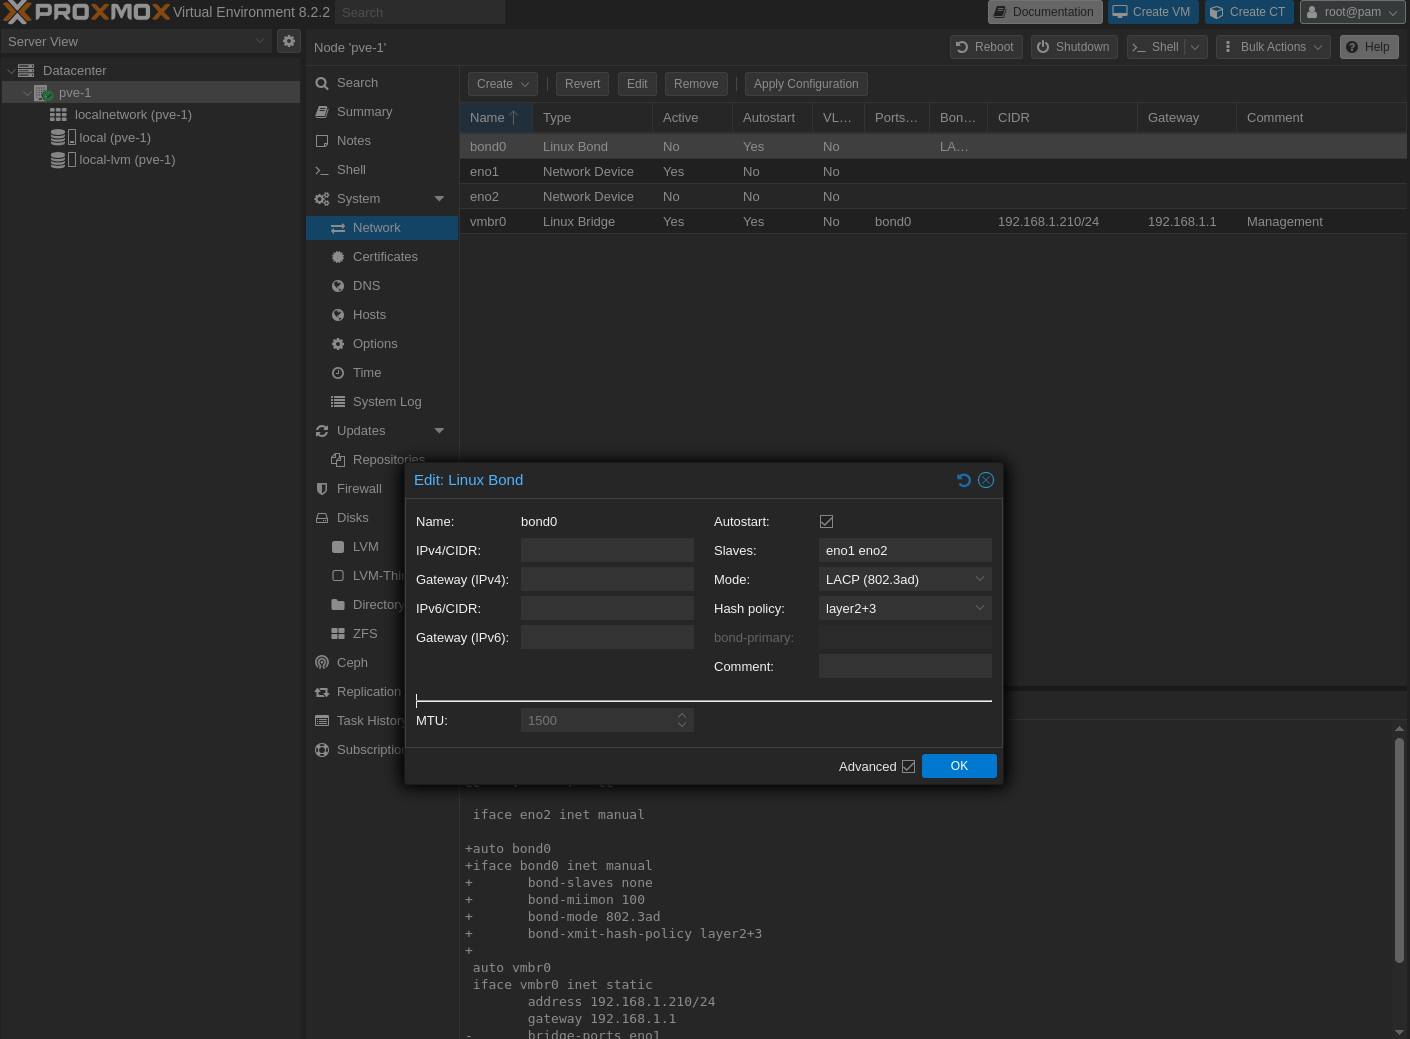 PROXMOX Virtual Environment 8.2.2 Search Documentation Create VM Create CT root@pam
Server View
Node 'pve-1' Reboot Shutdown Shell Bulk Actions Help
Datacenter
pve-1
localnetwork (pve-1)
local (pve-1)
local-lvm (pve-1)
Search
Summary
Notes
Shell
System
Network
Certificates
DNS
Hosts
Options
Time
System Log
Updates
Repositories
Firewall
Disks
LVM
LVM-Thin
Directory
ZFS
Ceph
Replication
Task History
Subscription
Create Revert Edit Remove Apply Configuration
Name Type Active Autostart VL… Ports… Bon… CIDR Gateway Comment
bond0 Linux Bond No Yes No LA…
eno1 Network Device Yes No No
eno2 Network Device No No No
vmbr0 Linux Bridge Yes Yes No bond0 192.168.1.210/24 192.168.1.1 Management
Edit: Linux Bond
Name: bond0 Autostart:
IPv4/CIDR: Slaves: eno1 eno2
Gateway (IPv4): Mode: LACP (802.3ad)
IPv6/CIDR: Hash policy: layer2+3
Gateway (IPv6): bond-primary:
Comment:
MTU: 1500
Advanced OK
iface eno2 inet manual
+auto bond0
+iface bond0 inet manual
+ bond-slaves none
+ bond-miimon 100
+ bond-mode 802.3ad
+ bond-xmit-hash-policy layer2+3
+
auto vmbr0
iface vmbr0 inet static
address 192.168.1.210/24
gateway 192.168.1.1
- bridge-ports eno1